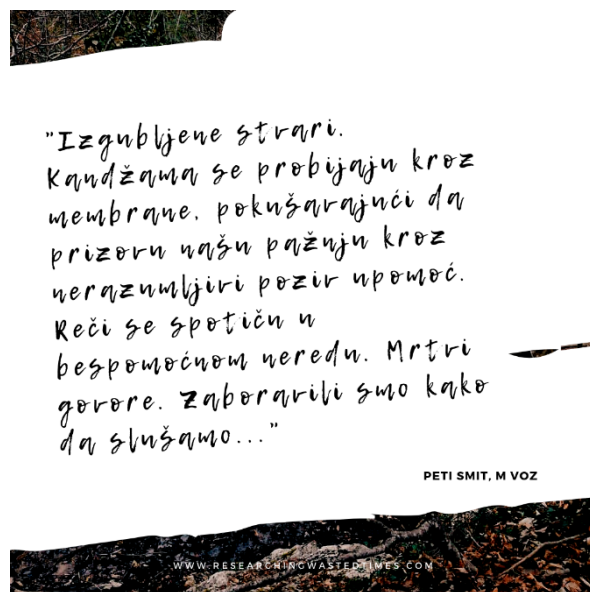 "Izgubljene stvari.
Kandžama se probijaju kroz
membrane, pokušavajući da
prizovu našu pažnju kroz
nerazumljivi poziv upomoć.
Reči se spotiču u
bespomoćnom neredu. Mrtvi
govore. Zaboravili smo kako
da slušamo..."
PETI SMIT, M VOZ
WWW.RESEARCHINGWASTEDTIMES.COM